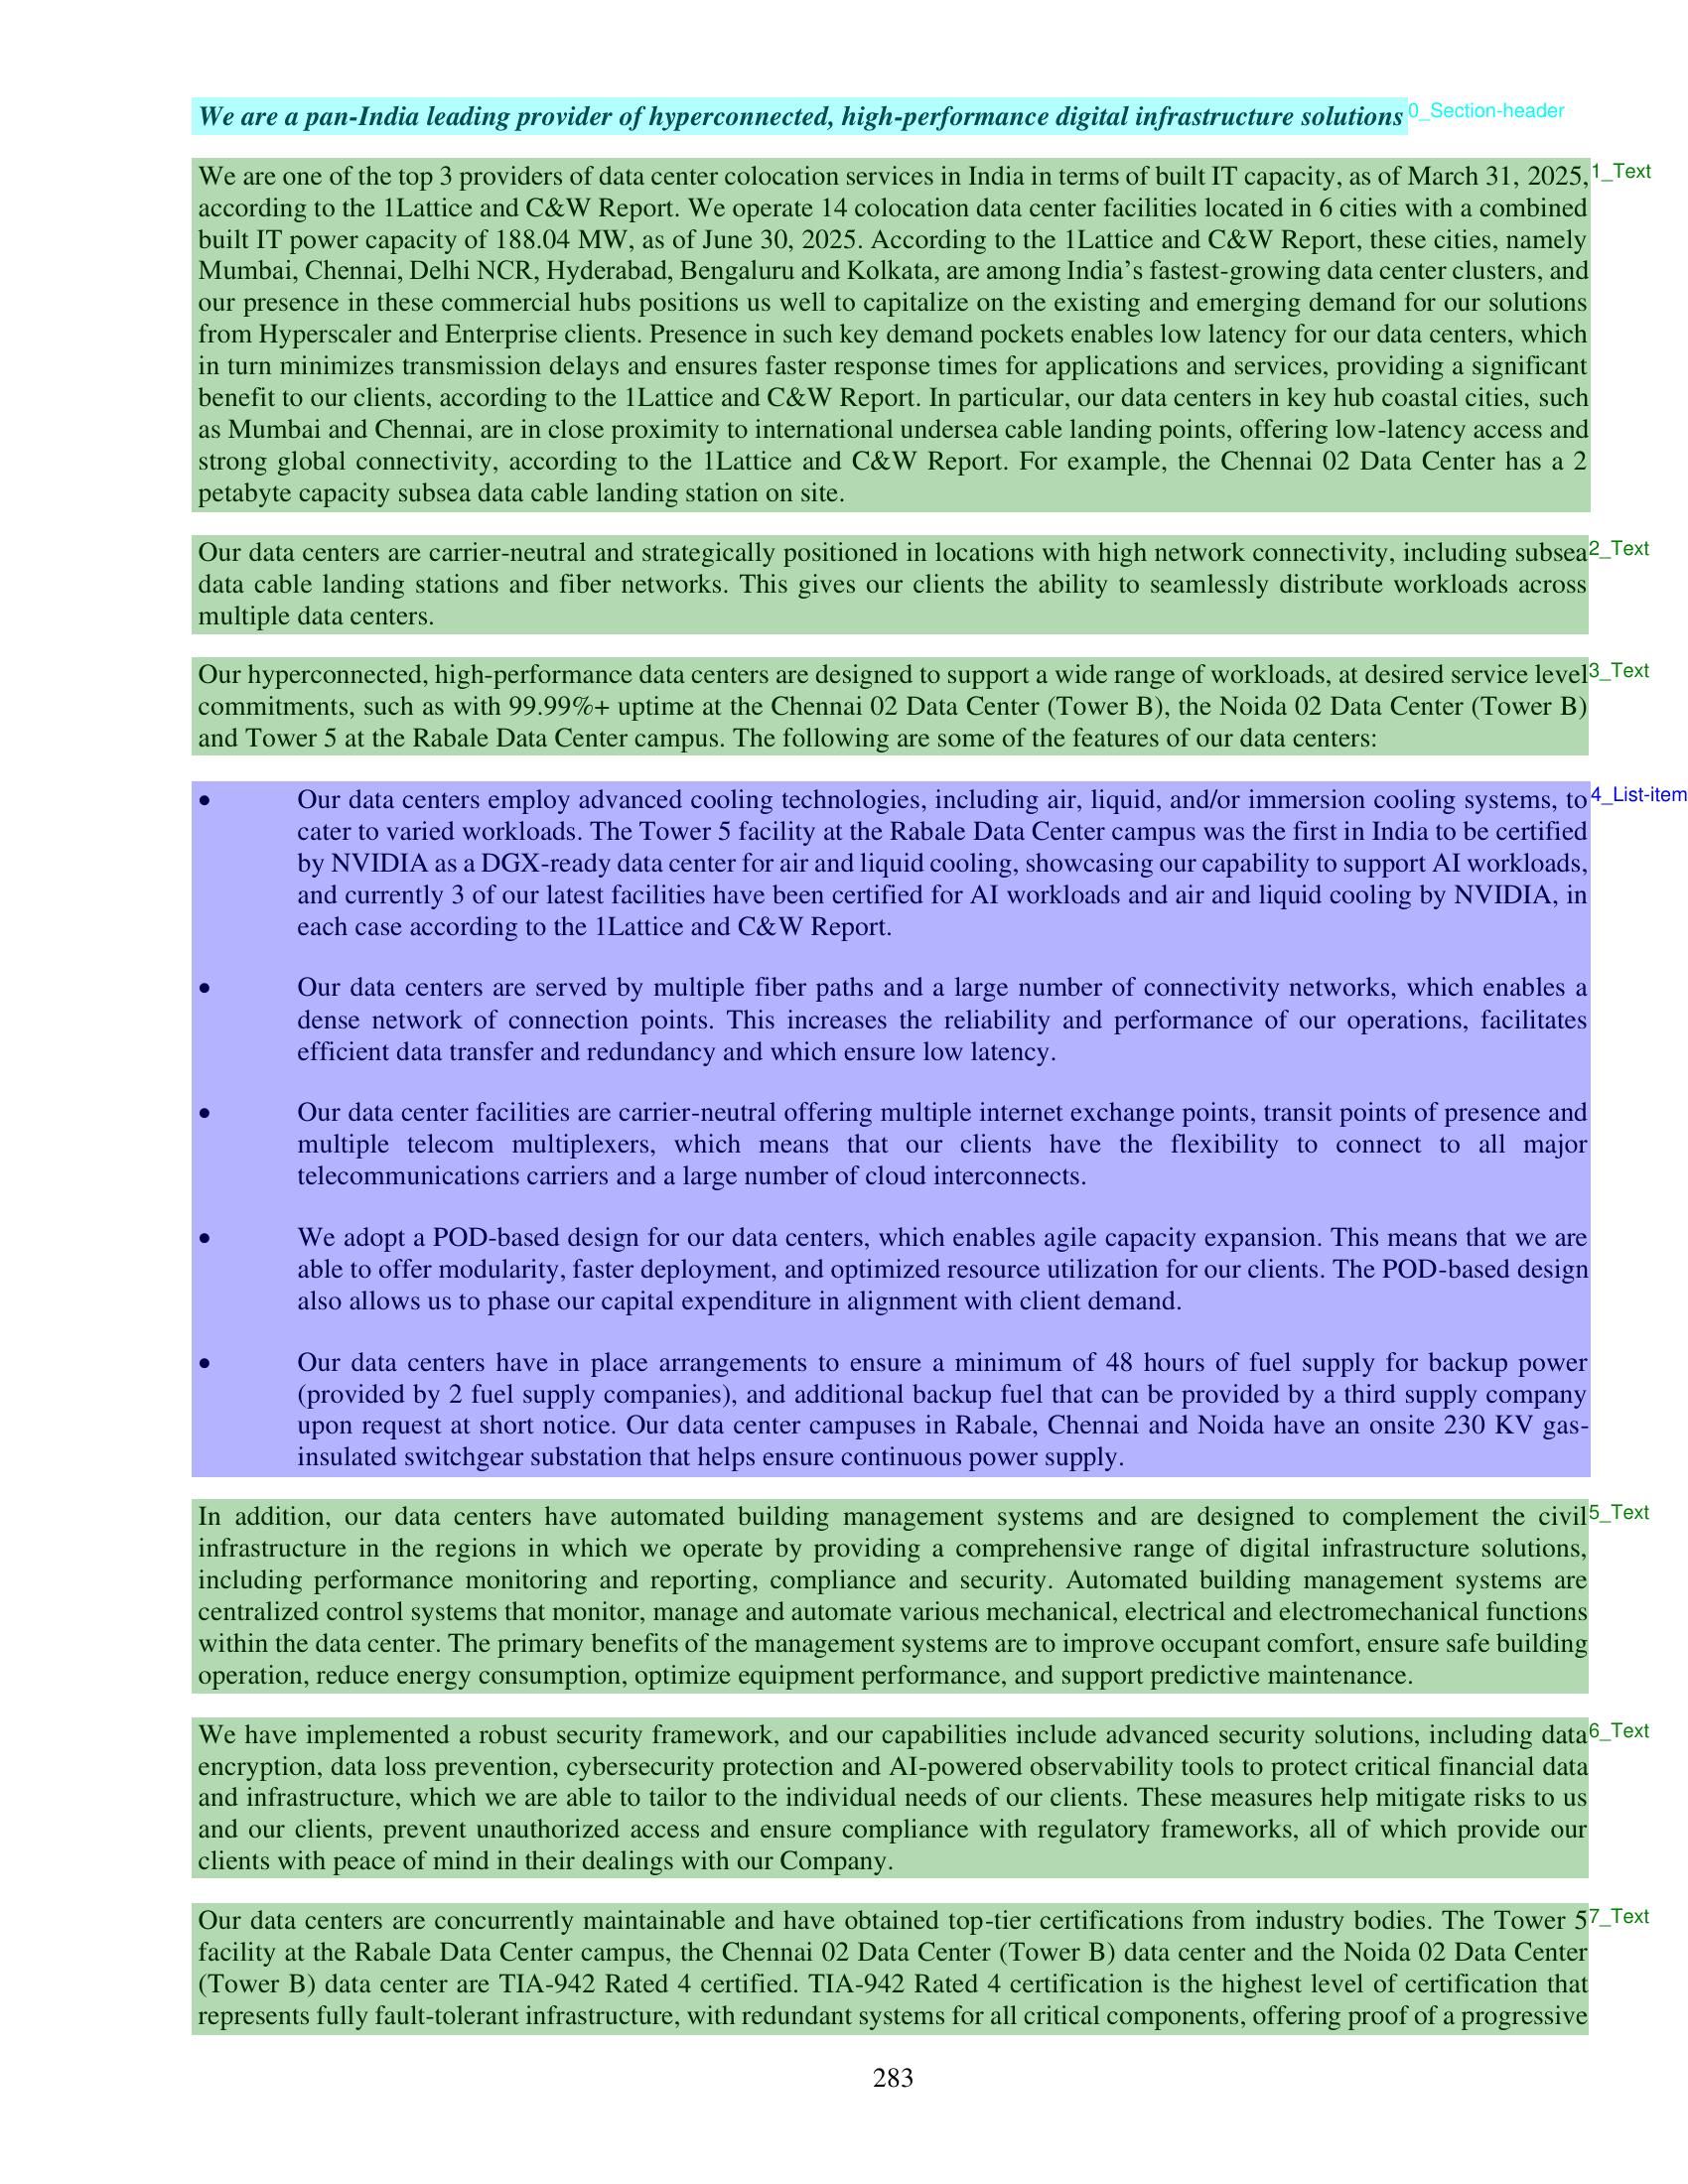 We are a pan-India leading provider of hyperconnected, high-performance digital infrastructure solutions
0_Section-header
We are one of the top 3 providers of data center colocation services in India in terms of built IT capacity, as of March 31, 2025,
1_Text
according to the 1Lattice and C&W Report. We operate 14 colocation data center facilities located in 6 cities with a combined
built IT power capacity of 188.04 MW, as of June 30, 2025. According to the 1Lattice and C&W Report, these cities, namely
Mumbai, Chennai, Delhi NCR, Hyderabad, Bengaluru and Kolkata, are among India’s fastest-growing data center clusters, and
our presence in these commercial hubs positions us well to capitalize on the existing and emerging demand for our solutions
from Hyperscaler and Enterprise clients. Presence in such key demand pockets enables low latency for our data centers, which
in turn minimizes transmission delays and ensures faster response times for applications and services, providing a significant
benefit to our clients, according to the 1Lattice and C&W Report. In particular, our data centers in key hub coastal cities, such
as Mumbai and Chennai, are in close proximity to international undersea cable landing points, offering low-latency access and
strong global connectivity, according to the 1Lattice and C&W Report. For example, the Chennai 02 Data Center has a 2
petabyte capacity subsea data cable landing station on site.
Our data centers are carrier-neutral and strategically positioned in locations with high network connectivity, including subsea
2_Text
data cable landing stations and fiber networks. This gives our clients the ability to seamlessly distribute workloads across
multiple data centers.
Our hyperconnected, high-performance data centers are designed to support a wide range of workloads, at desired service level
3_Text
commitments, such as with 99.99%+ uptime at the Chennai 02 Data Center (Tower B), the Noida 02 Data Center (Tower B)
and Tower 5 at the Rabale Data Center campus. The following are some of the features of our data centers:
• Our data centers employ advanced cooling technologies, including air, liquid, and/or immersion cooling systems, to
4_List-item
cater to varied workloads. The Tower 5 facility at the Rabale Data Center campus was the first in India to be certified
by NVIDIA as a DGX-ready data center for air and liquid cooling, showcasing our capability to support AI workloads,
and currently 3 of our latest facilities have been certified for AI workloads and air and liquid cooling by NVIDIA, in
each case according to the 1Lattice and C&W Report.
• Our data centers are served by multiple fiber paths and a large number of connectivity networks, which enables a
dense network of connection points. This increases the reliability and performance of our operations, facilitates
efficient data transfer and redundancy and which ensure low latency.
• Our data center facilities are carrier-neutral offering multiple internet exchange points, transit points of presence and
multiple telecom multiplexers, which means that our clients have the flexibility to connect to all major
telecommunications carriers and a large number of cloud interconnects.
• We adopt a POD-based design for our data centers, which enables agile capacity expansion. This means that we are
able to offer modularity, faster deployment, and optimized resource utilization for our clients. The POD-based design
also allows us to phase our capital expenditure in alignment with client demand.
• Our data centers have in place arrangements to ensure a minimum of 48 hours of fuel supply for backup power
(provided by 2 fuel supply companies), and additional backup fuel that can be provided by a third supply company
upon request at short notice. Our data center campuses in Rabale, Chennai and Noida have an onsite 230 KV gas-
insulated switchgear substation that helps ensure continuous power supply.
In addition, our data centers have automated building management systems and are designed to complement the civil
5_Text
infrastructure in the regions in which we operate by providing a comprehensive range of digital infrastructure solutions,
including performance monitoring and reporting, compliance and security. Automated building management systems are
centralized control systems that monitor, manage and automate various mechanical, electrical and electromechanical functions
within the data center. The primary benefits of the management systems are to improve occupant comfort, ensure safe building
operation, reduce energy consumption, optimize equipment performance, and support predictive maintenance.
We have implemented a robust security framework, and our capabilities include advanced security solutions, including data
6_Text
encryption, data loss prevention, cybersecurity protection and AI-powered observability tools to protect critical financial data
and infrastructure, which we are able to tailor to the individual needs of our clients. These measures help mitigate risks to us
and our clients, prevent unauthorized access and ensure compliance with regulatory frameworks, all of which provide our
clients with peace of mind in their dealings with our Company.
Our data centers are concurrently maintainable and have obtained top-tier certifications from industry bodies. The Tower 5
7_Text
facility at the Rabale Data Center campus, the Chennai 02 Data Center (Tower B) data center and the Noida 02 Data Center
(Tower B) data center are TIA-942 Rated 4 certified. TIA-942 Rated 4 certification is the highest level of certification that
represents fully fault-tolerant infrastructure, with redundant systems for all critical components, offering proof of a progressive
283